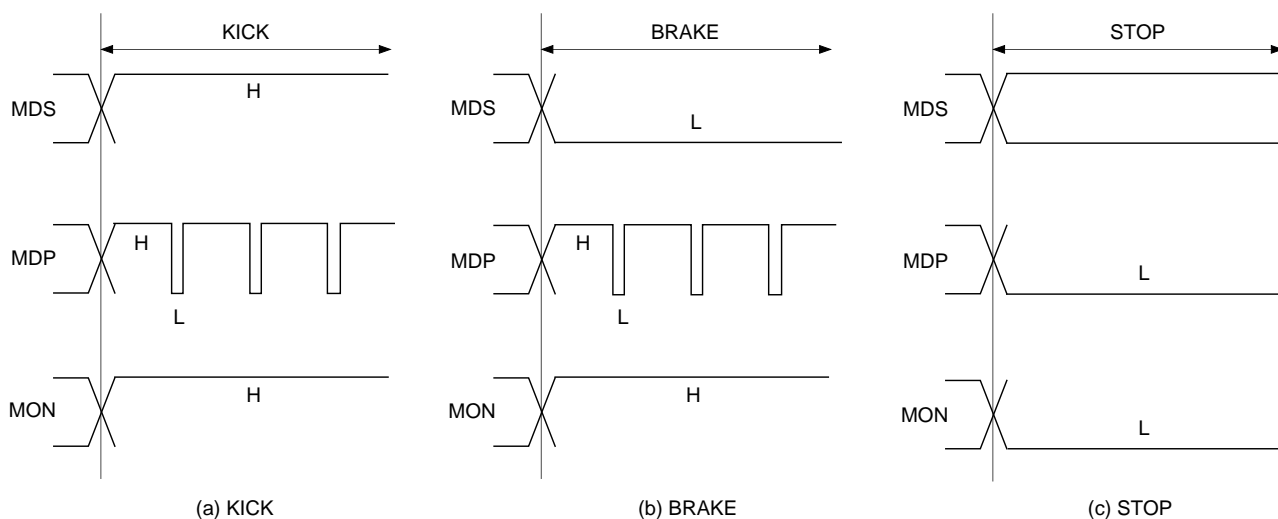 KICK
MDS
H
MDP
H
L
MON
H
(a) KICK
BRAKE
MDS
L
MDP
H
L
MON
H
(b) BRAKE
STOP
MDS
MDP
L
MON
L
(c) STOP